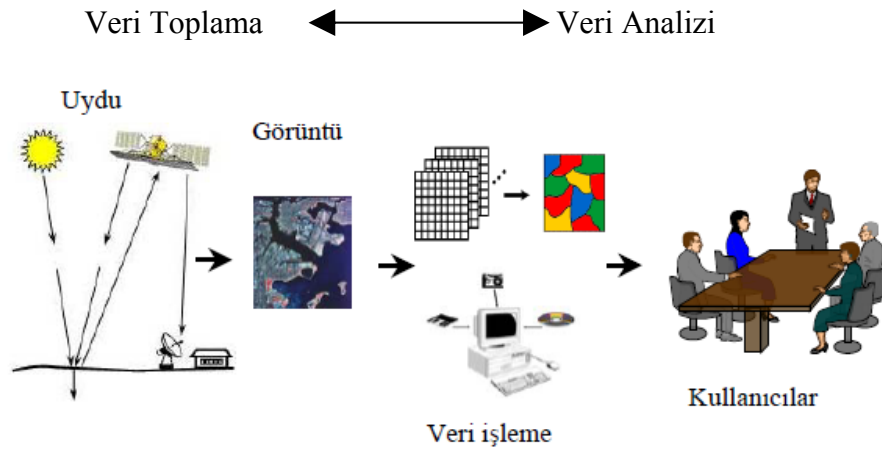 Veri Toplama
Veri Analizi
Uydu
Görüntü
Veri işleme
Kullanıcılar